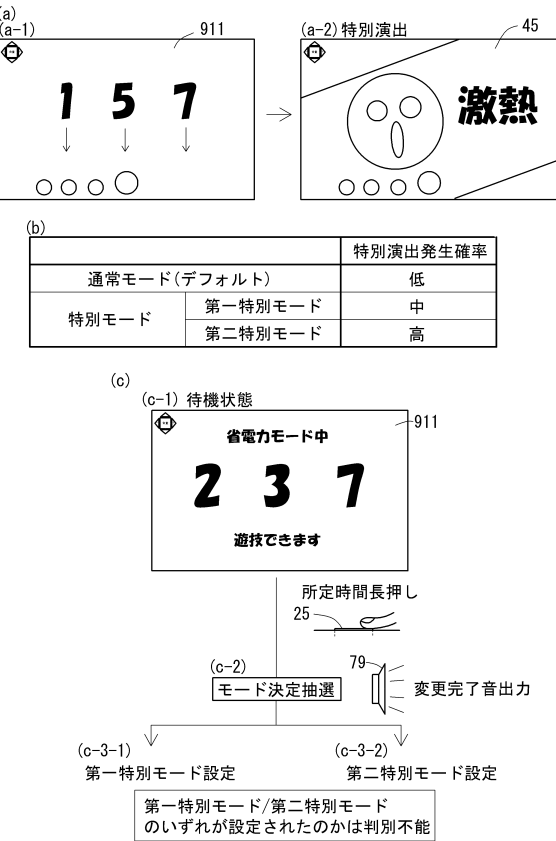 (a)
(a-1)
911
1 5 7
(a-2) 特別演出
45
激熱
(b)
特別演出発生確率
通常モード(デフォルト) 低
特別モード 第一特別モード 中
第二特別モード 高
(c)
(c-1) 待機状態
911
省電力モード中
2 3 7
遊技できます
所定時間長押し
25
(c-2)
モード決定抽選
79
変更完了音出力
(c-3-1)
第一特別モード設定
(c-3-2)
第二特別モード設定
第一特別モード/第二特別モード
のいずれが設定されたのかは判別不能